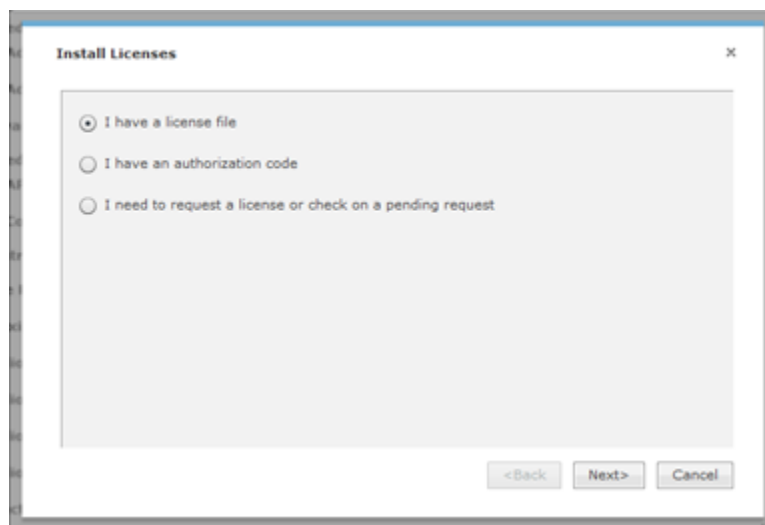 Install Licenses
×
I have a license file
I have an authorization code
I need to request a license or check on a pending request
<Back
Next>
Cancel